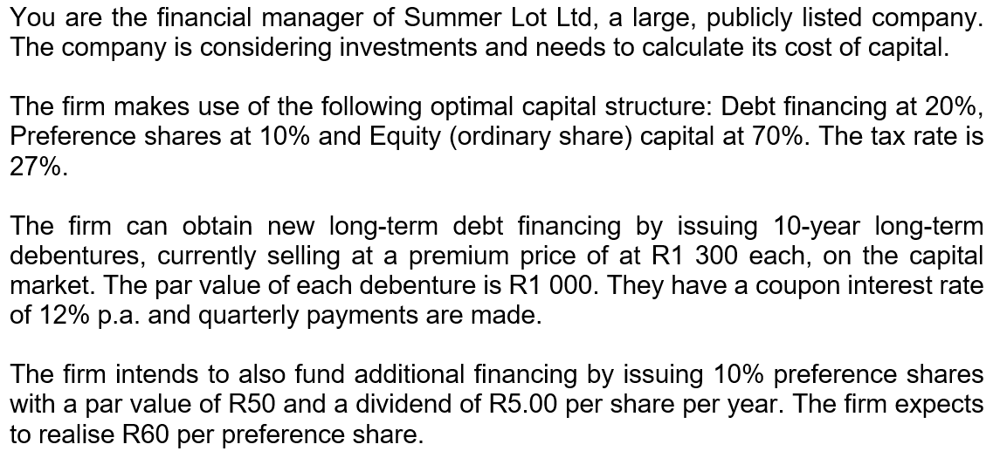 You are the financial manager of Summer Lot Ltd, a large, publicly listed company.
The company is considering investments and needs to calculate its cost of capital.
The firm makes use of the following optimal capital structure: Debt financing at 20%,
Preference shares at 10% and Equity (ordinary share) capital at 70%. The tax rate is
27%.
The firm can obtain new long-term debt financing by issuing 10-year long-term
debentures, currently selling at a premium price of at R1 300 each, on the capital
market. The par value of each debenture is R1 000. They have a coupon interest rate
of 12% p.a. and quarterly payments are made.
The firm intends to also fund additional financing by issuing 10% preference shares
with a par value of R50 and a dividend of R5.00 per share per year. The firm expects
to realise R60 per preference share.